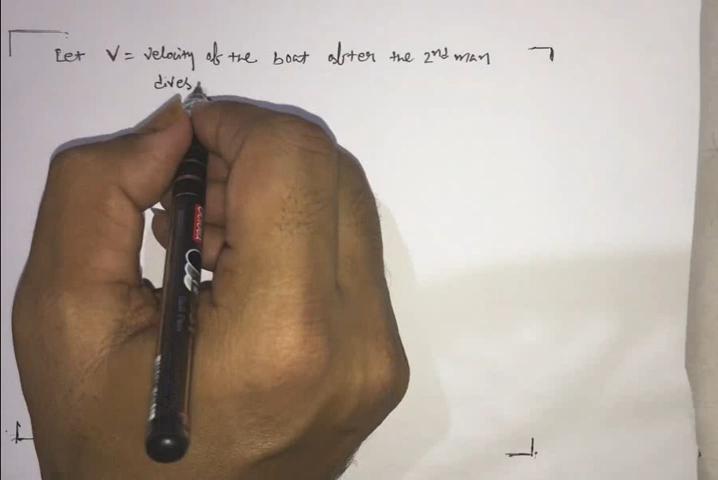 Let V = velocity of the boat after the 2nd man
dives